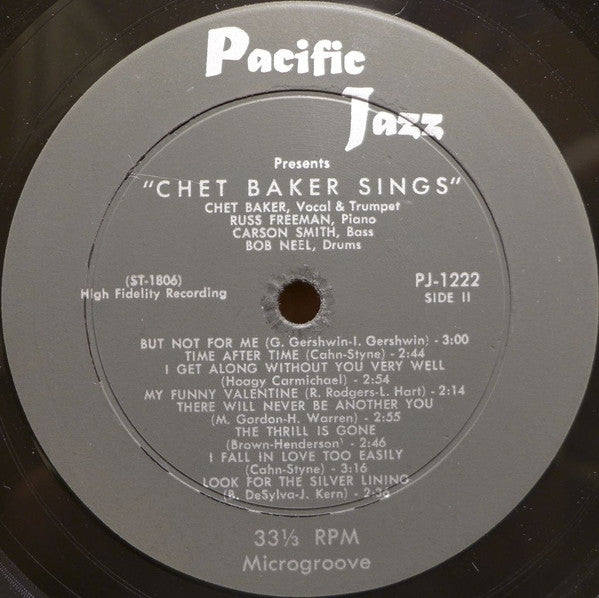 Pacific
Jazz
Presents
"CHET BAKER SINGS"
CHET BAKER, Vocal & Trumpet
RUSS FREEMAN, Piano
CARSON SMITH, Bass
BOB NEEL, Drums
(ST-1806)
High Fidelity Recording
PJ-1222
SIDE II
BUT NOT FOR ME (G. Gershwin-I. Gershwin) - 3:00
TIME AFTER TIME (Cahn-Styne) - 2:44
I GET ALONG WITHOUT YOU VERY WELL
(Hoagy Carmichael) - 2:54
MY FUNNY VALENTINE (R. Rodgers-L. Hart) - 2:14
THERE WILL NEVER BE ANOTHER YOU
(M. Gordon-H. Warren) - 2:55
THE THRILL IS GONE
(Brown-Henderson) - 2:46
I FALL IN LOVE TOO EASILY
(Cahn-Styne) - 3:16
LOOK FOR THE SILVER LINING
(B. DeSylva-J. Kern) - 2:36
33⅓ RPM
Microgroove